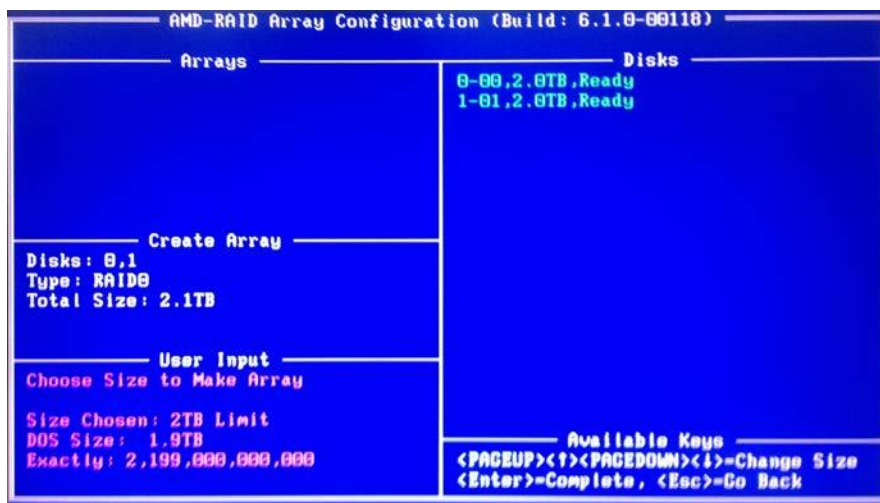 AMD-RAID Array Configuration (Build: 6.1.0-00118)
Arrays
Disks
0-00,2.0TB,Ready
1-01,2.0TB,Ready
Create Array
Disks: 0,1
Type: RAID0
Total Size: 2.1TB
User Input
Choose Size to Make Array
Size Chosen: 2TB Limit
DOS Size: 1.9TB
Exactly: 2,199,000,000,000
Available Keys
<PAGEUP><↑><PAGEDOWN><↓>=Change Size
<Enter>=Complete, <Esc>=Go Back